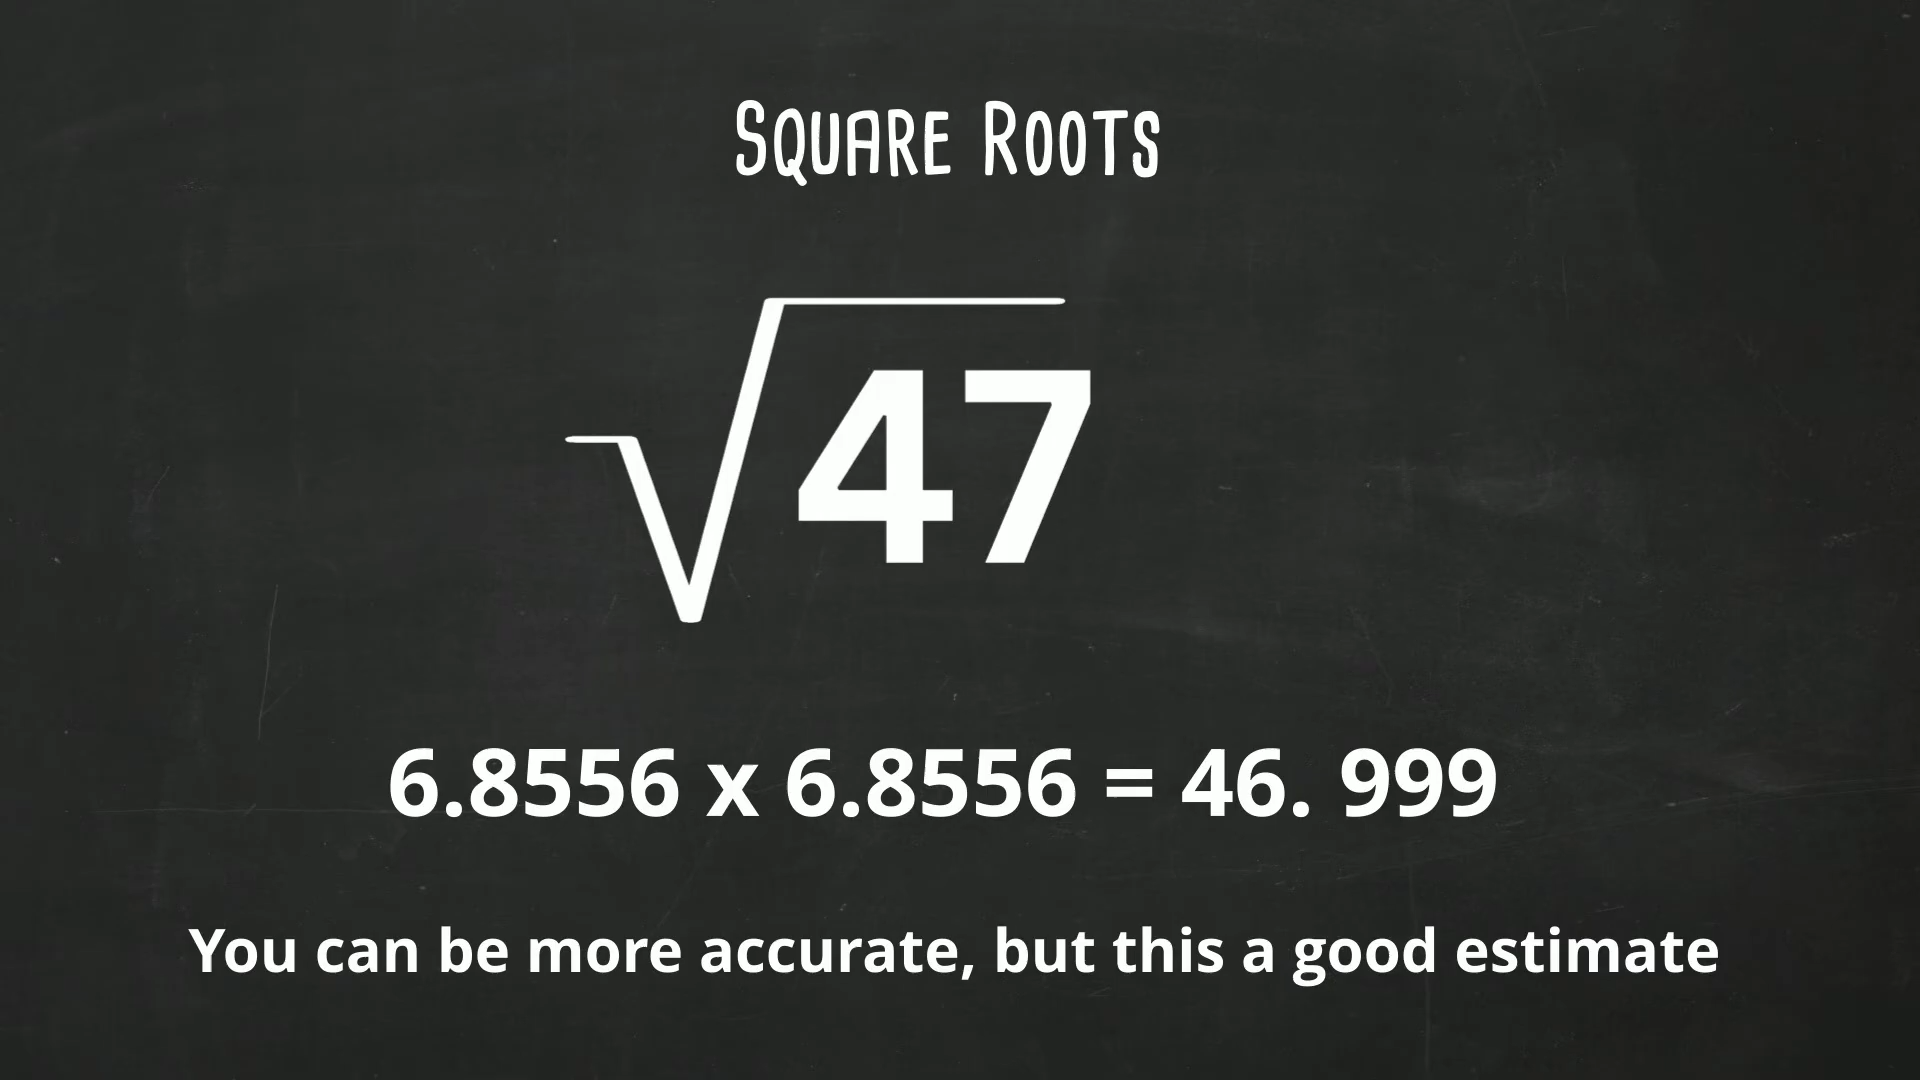 Square Roots
√47
6.8556 x 6.8556 = 46. 999
You can be more accurate, but this a good estimate